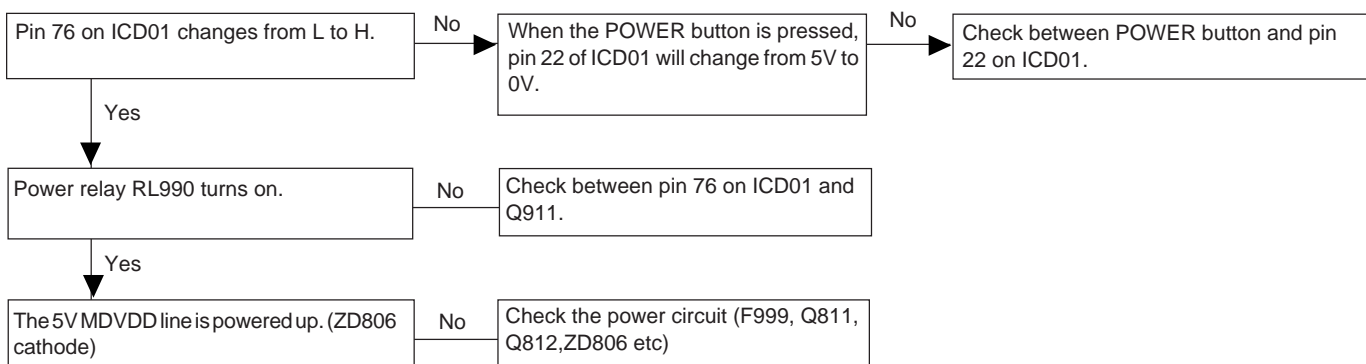 Pin 76 on ICD01 changes from L to H.
No
When the POWER button is pressed,
pin 22 of ICD01 will change from 5V to
0V.
No
Check between POWER button and pin
22 on ICD01.
Yes
Power relay RL990 turns on.
No
Check between pin 76 on ICD01 and
Q911.
Yes
The 5V MDVDD line is powered up. (ZD806
cathode)
No
Check the power circuit (F999, Q811,
Q812,ZD806 etc)